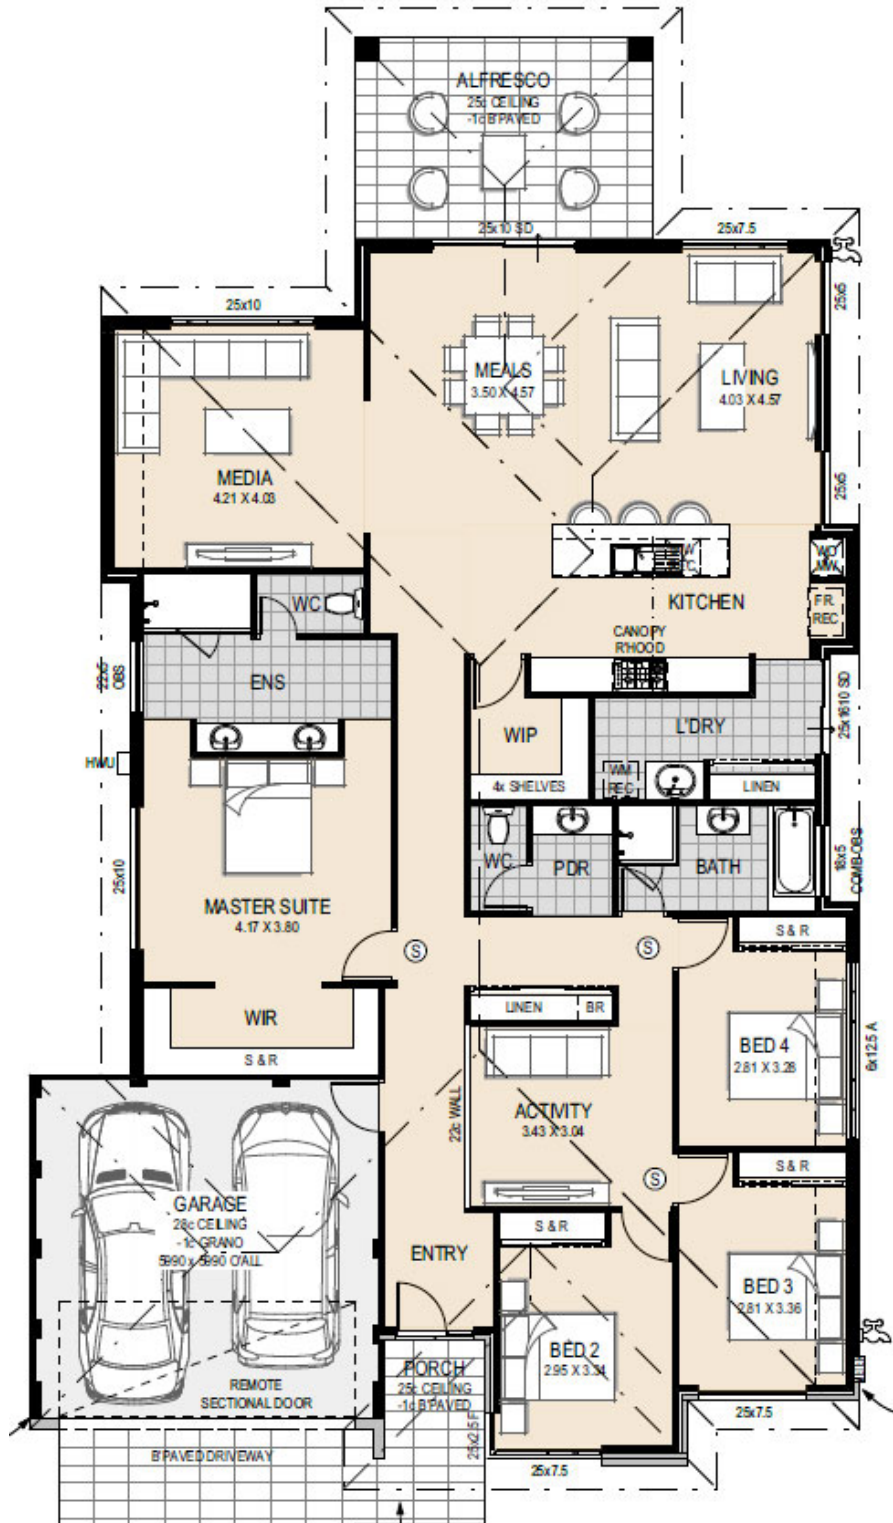 ALFRESCO
25c CEILING
-1c B'PAVED
25x10 SD
25x7.5
25x10
25x5
MEALS
3.50 X 4.57
LIVING
4.03 X 4.57
MEDIA
4.21 X 4.03
25x5
WO
MW
KITCHEN
FR.
REC
CANOPY
R'HOOD
WC
22x5
OBS
ENS
25x1610 SD
WIP
L'DRY
HWU
WM
REC
4x SHELVES
LINEN
WC
PDR
BATH
18x5
COMB-OBS
25x10
MASTER SUITE
4.17 X 3.80
S & R
S
S
WIR
LINEN
BR
S & R
BED 4
2.81 X 3.28
6x12.5 A
22c WALL
ACTIVITY
3.43 X 3.04
S & R
S
GARAGE
28c CEILING
-1c GRANO
5990 x 5990 O'ALL
S & R
ENTRY
BED 3
2.81 X 3.36
BED 2
2.95 X 3.34
PORCH
25c CEILING
-1c B'PAVED
REMOTE
SECTIONAL DOOR
25x2.5 F
25x7.5
B'PAVED DRIVEWAY
25x7.5